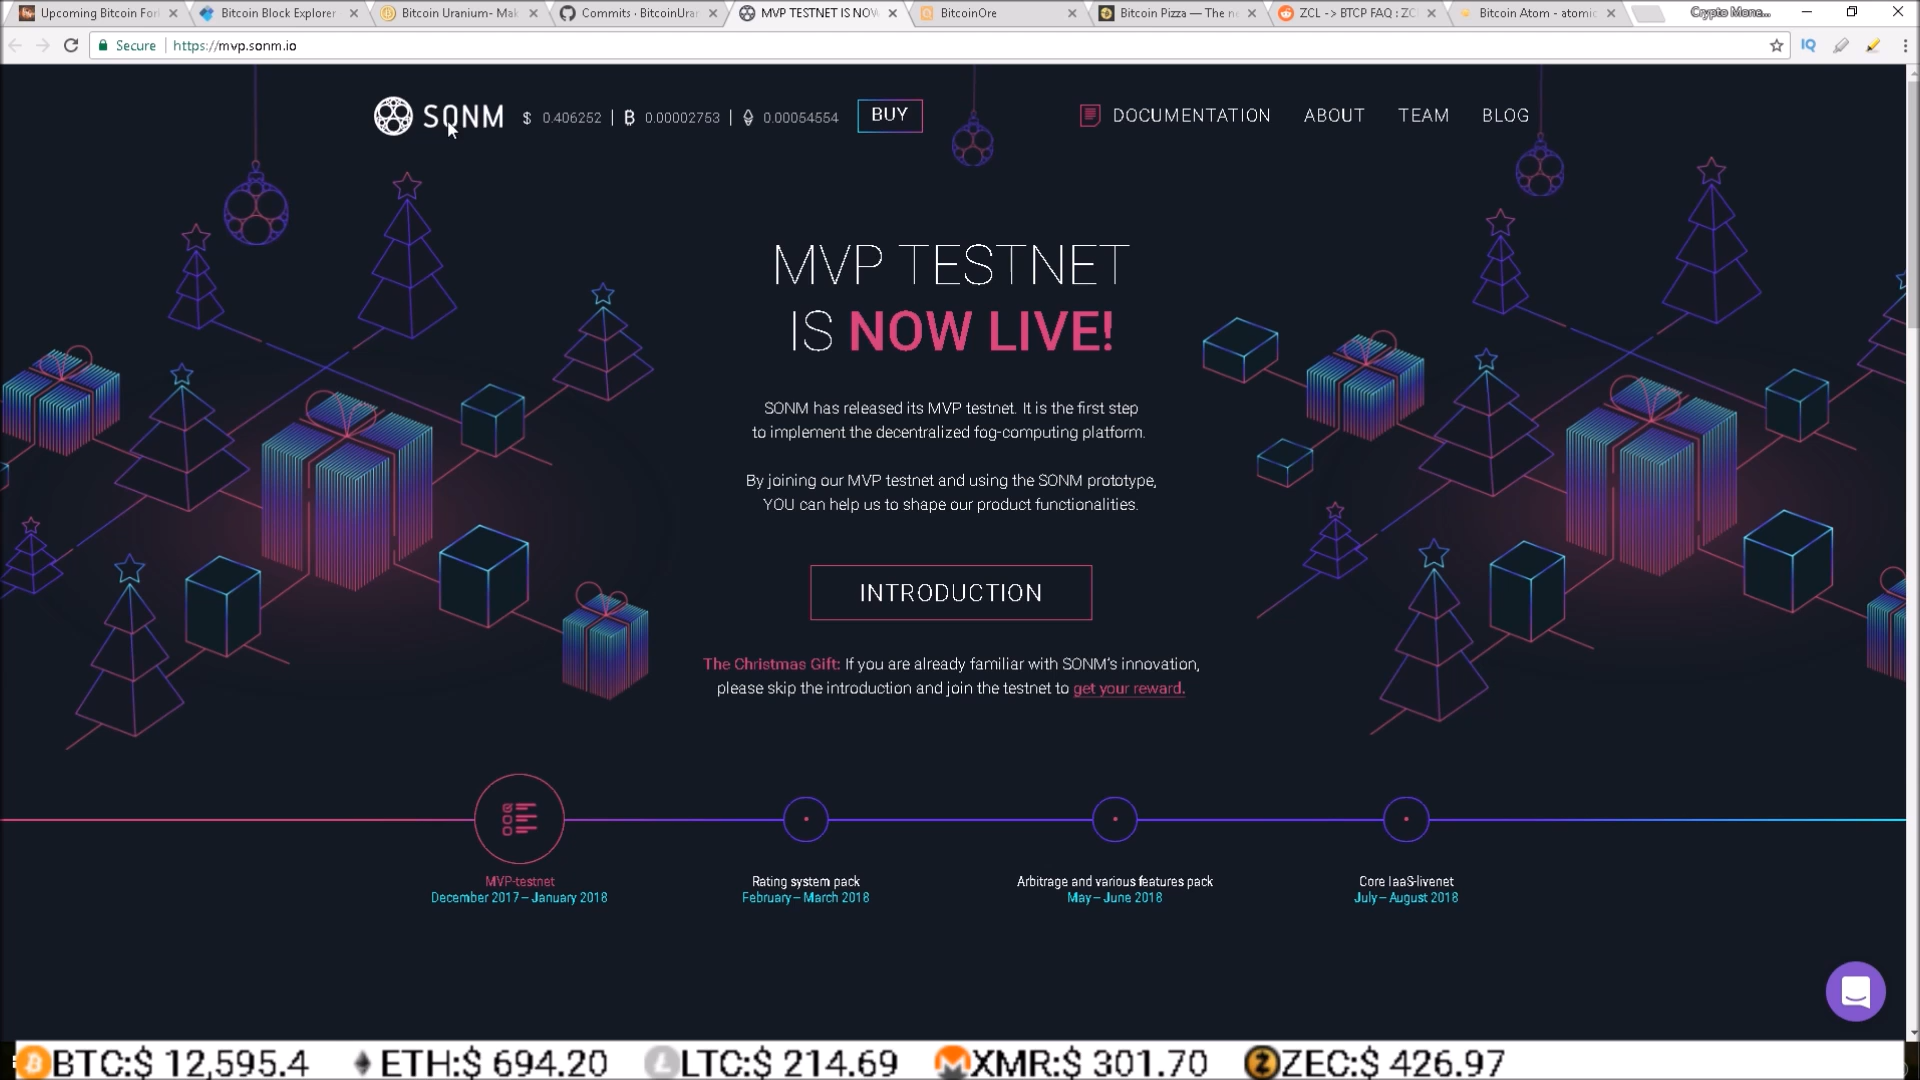 Upcoming Bitcoin For
Bitcoin Block Explorer
Bitcoin Uranium- Mak
Commits · BitcoinUra
MVP TESTNET IS NOW
BitcoinOre
Bitcoin Pizza — The n
ZCL -> BTCP FAQ : ZC
Bitcoin Atom - atomic
Crypto Mone...
Secure
https://mvp.sonm.io
IQ
SONM
$ 0.406252 | B 0.00002753 | 0.00054554
BUY
DOCUMENTATION
ABOUT
TEAM
BLOG
MVP TESTNET
IS NOW LIVE!
SONM has released its MVP testnet. It is the first step
to implement the decentralized fog-computing platform.
By joining our MVP testnet and using the SONM prototype,
YOU can help us to shape our product functionalities.
INTRODUCTION
The Christmas Gift: If you are already familiar with SONM's innovation,
please skip the introduction and join the testnet to get your reward.
MVP-testnet
December 2017 – January 2018
Rating system pack
February – March 2018
Arbitrage and various features pack
May – June 2018
Core IaaS-livenet
July – August 2018
BTC:$ 12,595.4 ETH:$ 694.20 LTC:$ 214.69 XMR:$ 301.70 ZEC:$ 426.97